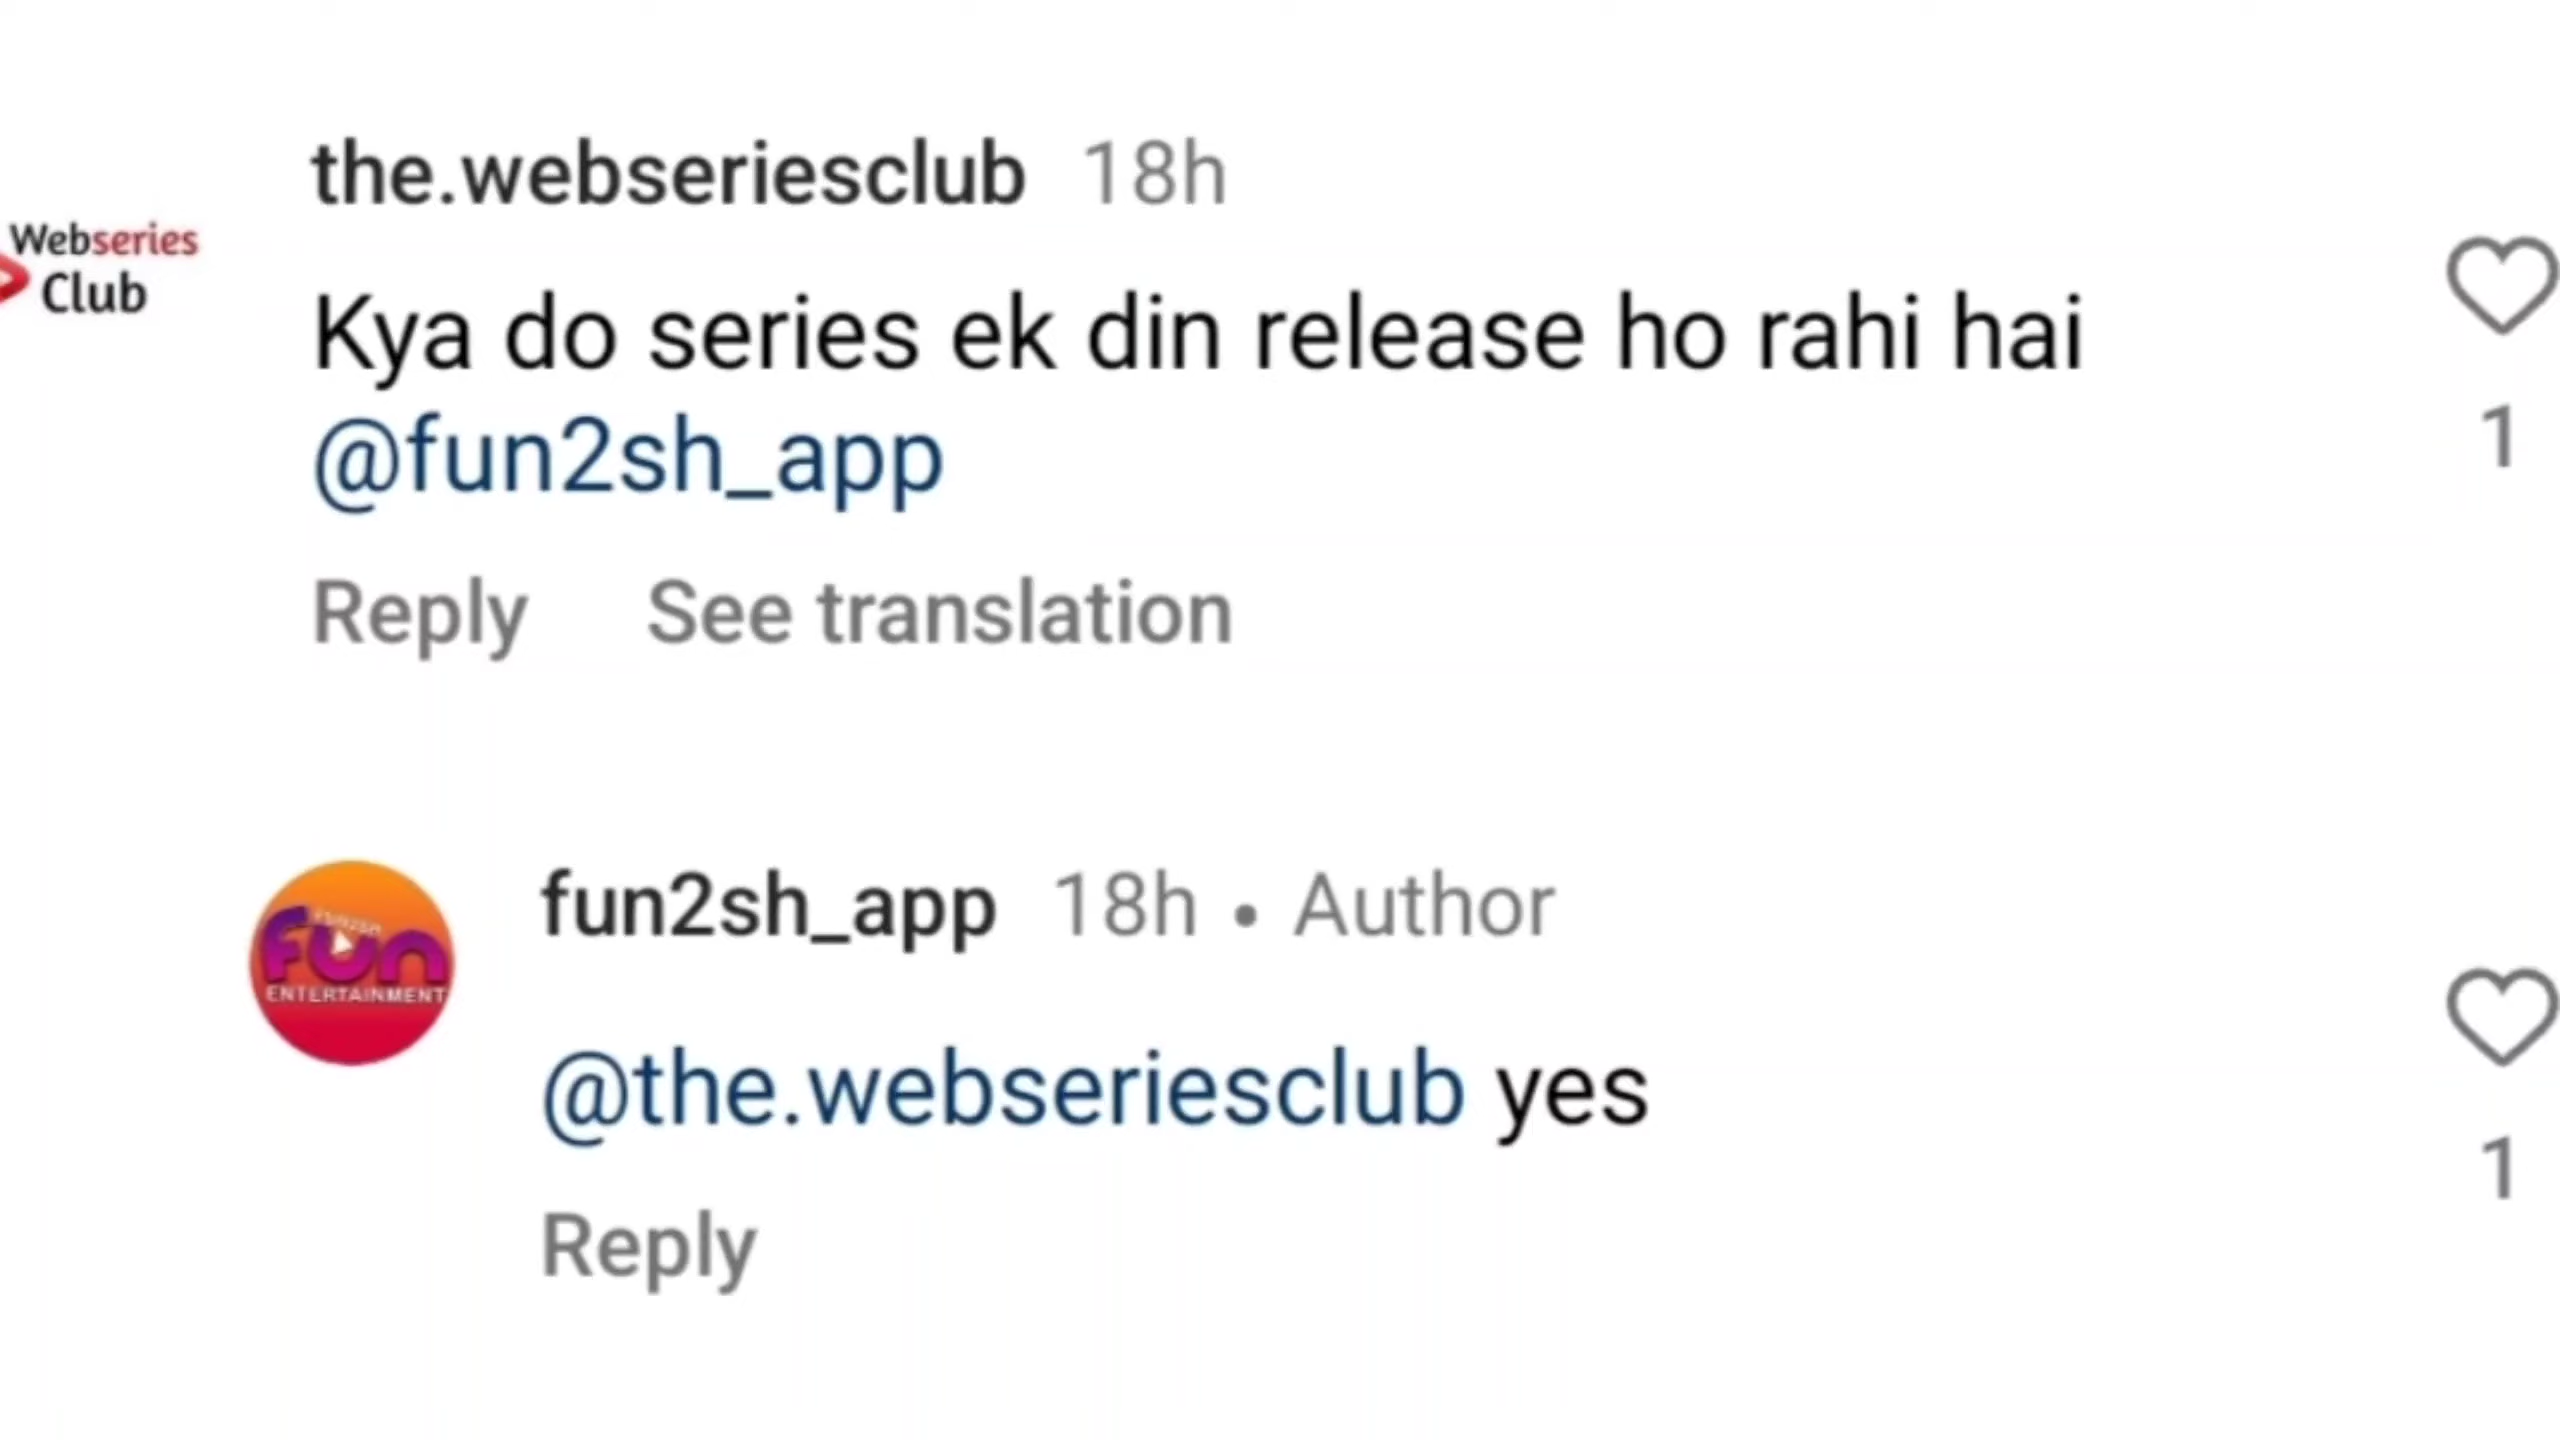 the.webseriesclub 18h
Webseries
Club
Kya do series ek din release ho rahi hai
@fun2sh_app
1
Reply See translation
fun2sh_app 18h • Author
FUN2SH
fun
ENTERTAINMENT
@the.webseriesclub yes
1
Reply